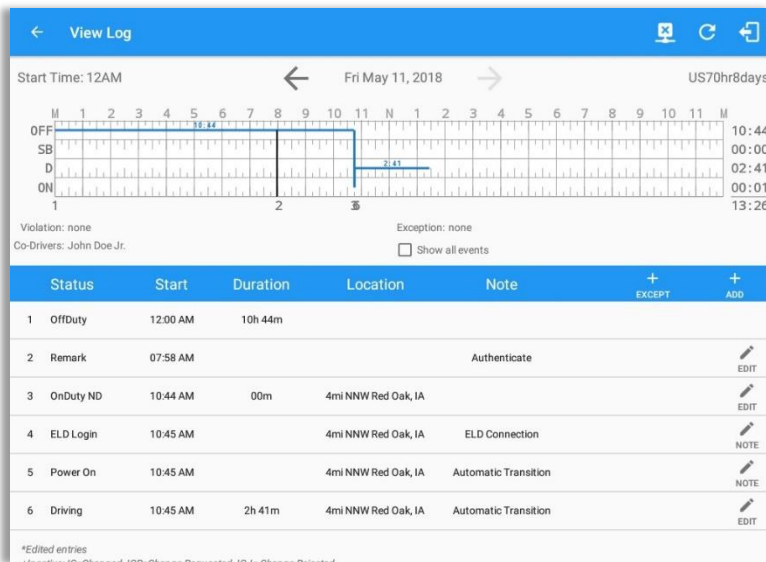 View Log
Start Time: 12AM Fri May 11, 2018 US70hr8days
M 1 2 3 4 5 6 7 8 9 10 11 N 1 2 3 4 5 6 7 8 9 10 11 M
OFF 10:44 10:44
SB 00:00
D 2:41 02:41
ON 00:01
1 2 3 6 13:26
Violation: none Exception: none
Co-Drivers: John Doe Jr. Show all events
Status Start Duration Location Note + EXCEPT + ADD
1 OffDuty 12:00 AM 10h 44m
2 Remark 07:58 AM Authenticate EDIT
3 OnDuty ND 10:44 AM 00m 4mi NNW Red Oak, IA EDIT
4 ELD Login 10:45 AM 4mi NNW Red Oak, IA ELD Connection NOTE
5 Power On 10:45 AM 4mi NNW Red Oak, IA Automatic Transition NOTE
6 Driving 10:45 AM 2h 41m 4mi NNW Red Oak, IA Automatic Transition EDIT
*Edited entries